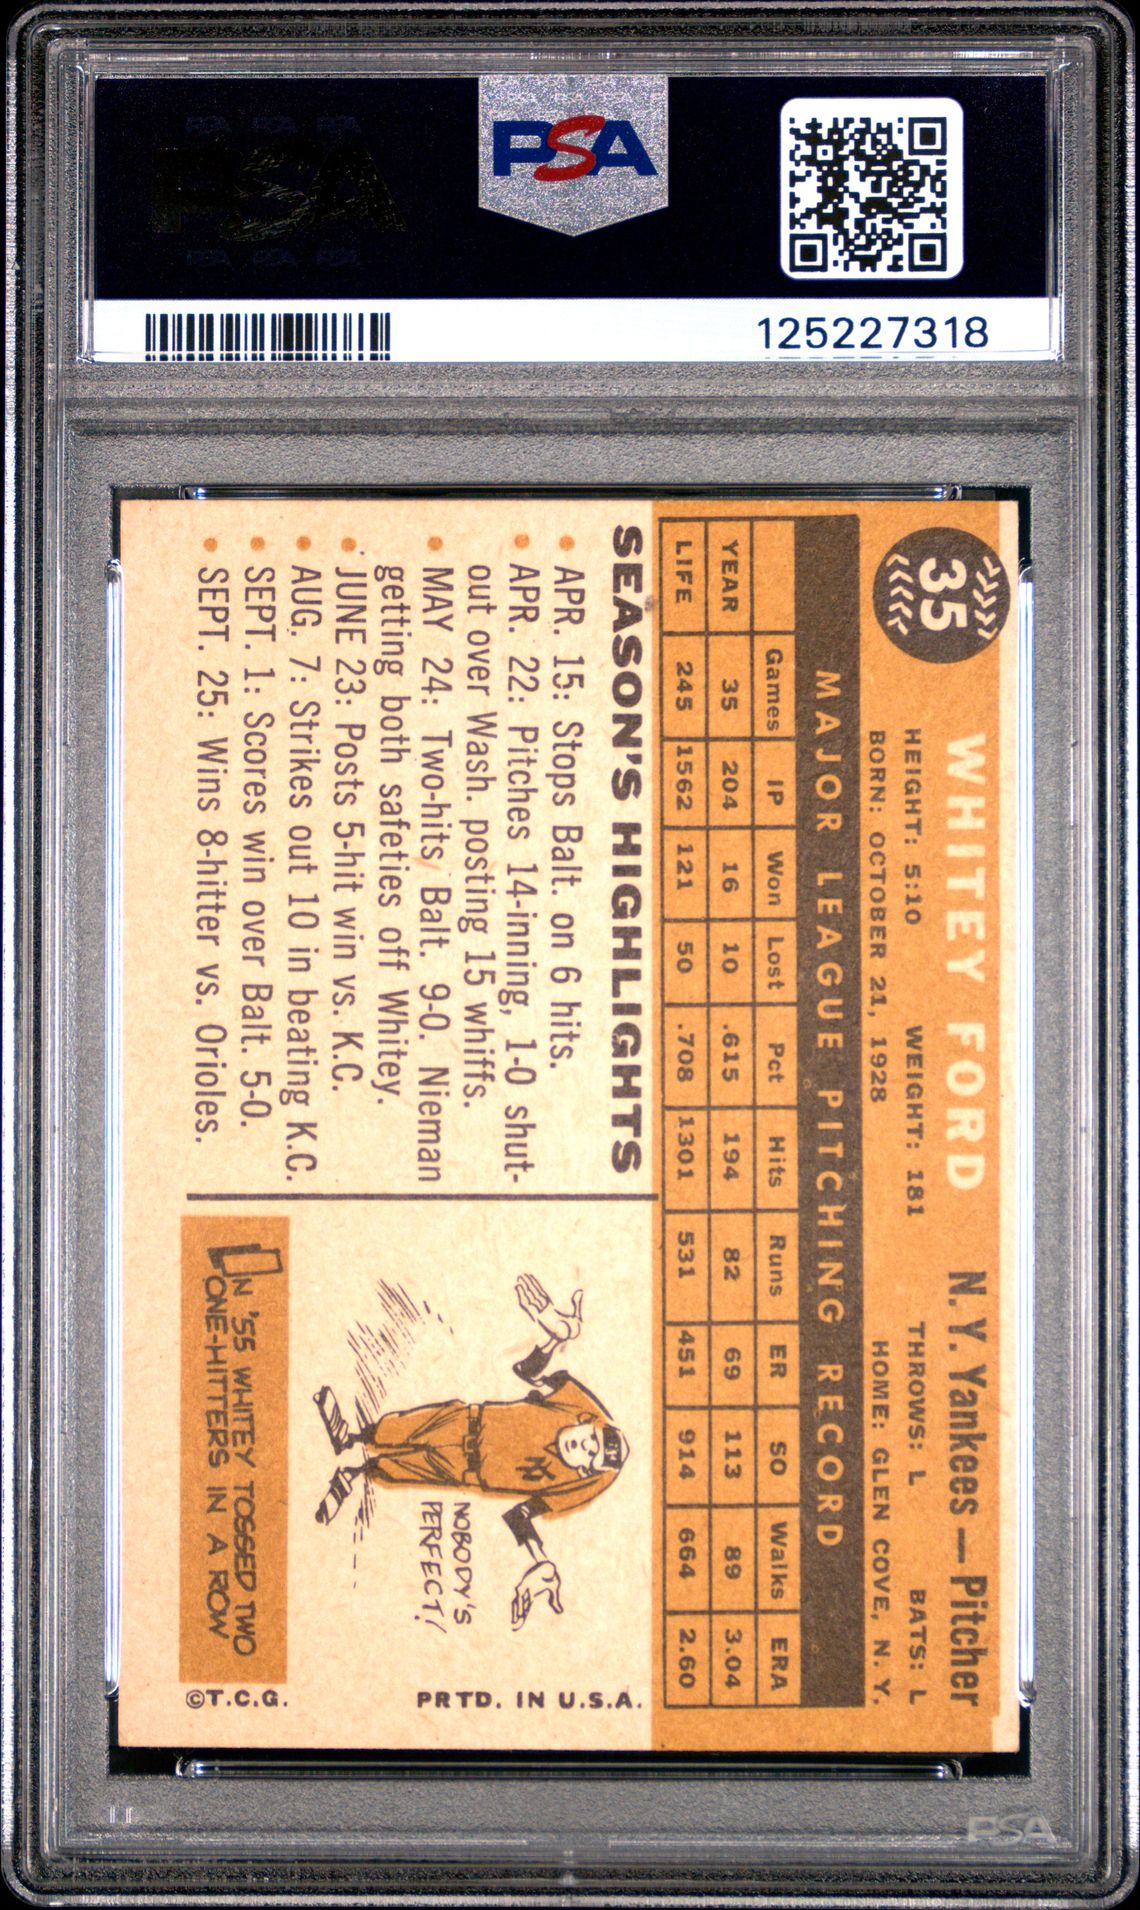 PSA
125227318
35
WHITEY FORD N. Y. Yankees — Pitcher
HEIGHT: 5:10 WEIGHT: 181 THROWS: L BATS: L
BORN: OCTOBER 21, 1928 HOME: GLEN COVE, N. Y.
MAJOR LEAGUE PITCHING RECORD
Games IP Won Lost Pct Hits Runs ER SO Walks ERA
YEAR 35 204 16 10 .615 194 82 69 113 89 3.04
LIFE 245 1562 121 50 .708 1301 531 451 914 664 2.60
SEASON'S HIGHLIGHTS
• APR. 15: Stops Balt. on 6 hits.
• APR. 22: Pitches 14-inning, 1-0 shut-
out over Wash. posting 15 whiffs.
• MAY 24: Two-hits Balt. 9-0. Nieman
getting both safeties off Whitey.
• JUNE 23: Posts 5-hit win vs. K.C.
• AUG. 7: Strikes out 10 in beating K.C.
• SEPT. 1: Scores win over Balt. 5-0.
• SEPT. 25: Wins 8-hitter vs. Orioles.
NY
NOBODY'S
PERFECT!
IN '55 WHITEY TOSSED TWO
ONE-HITTERS IN A ROW
PRTD. IN U.S.A.
©T.C.G.
PSA